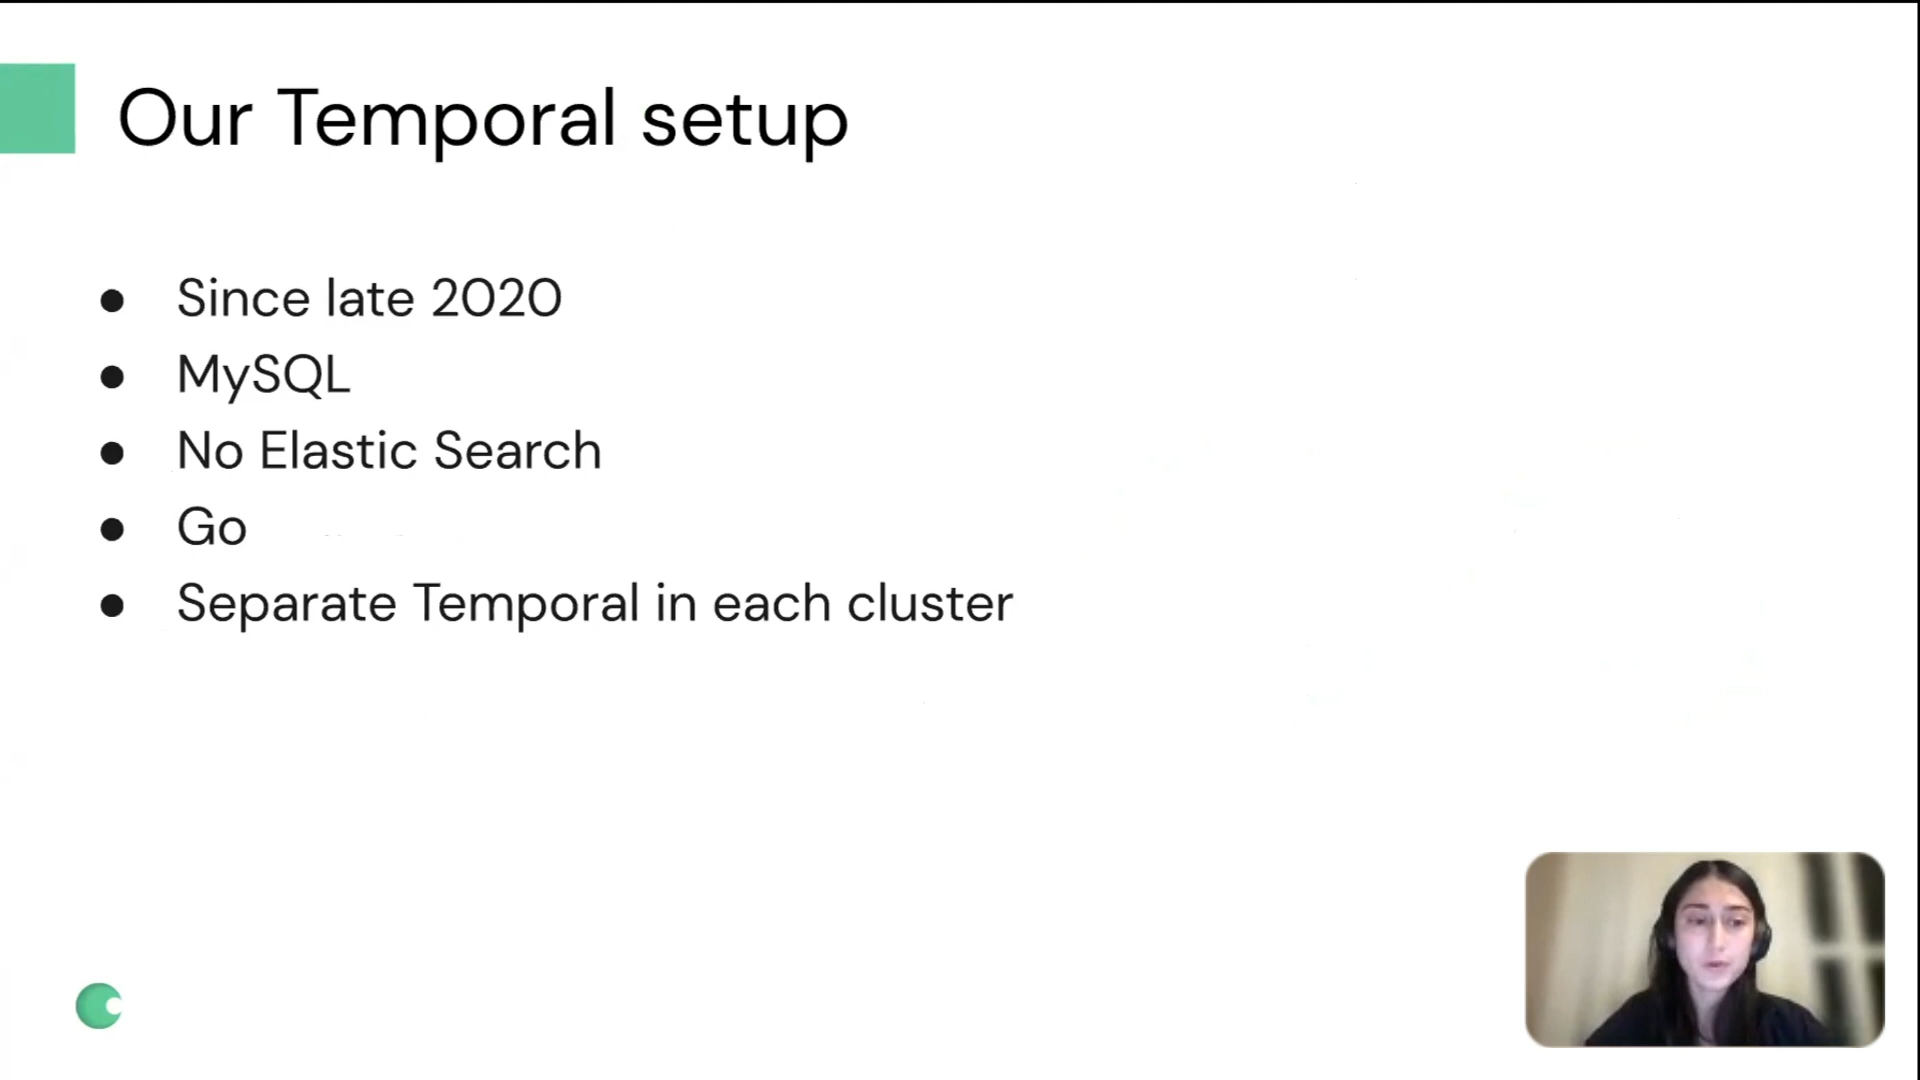 Our Temporal setup
Since late 2020
MySQL
No Elastic Search
Go
Separate Temporal in each cluster